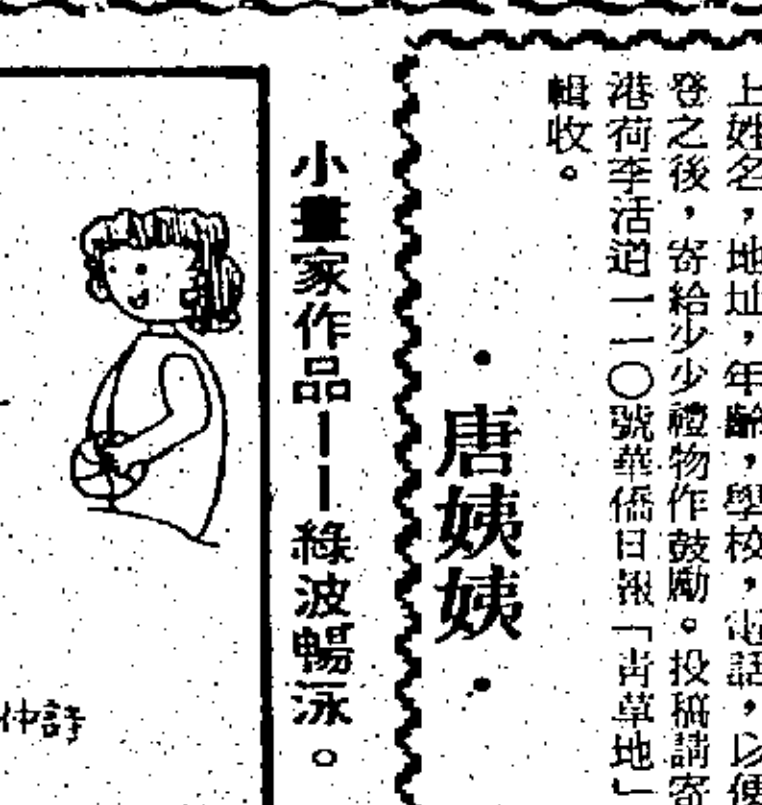 上姓名，地址，年齡，學校，電話，以便
登之後，寄給少少禮物作鼓勵。投稿請寄
港荷李活道一一〇號華僑日報「青草地」
輯收。
·唐姨姨·
小畫家作品——綠波暢泳。
仲詩